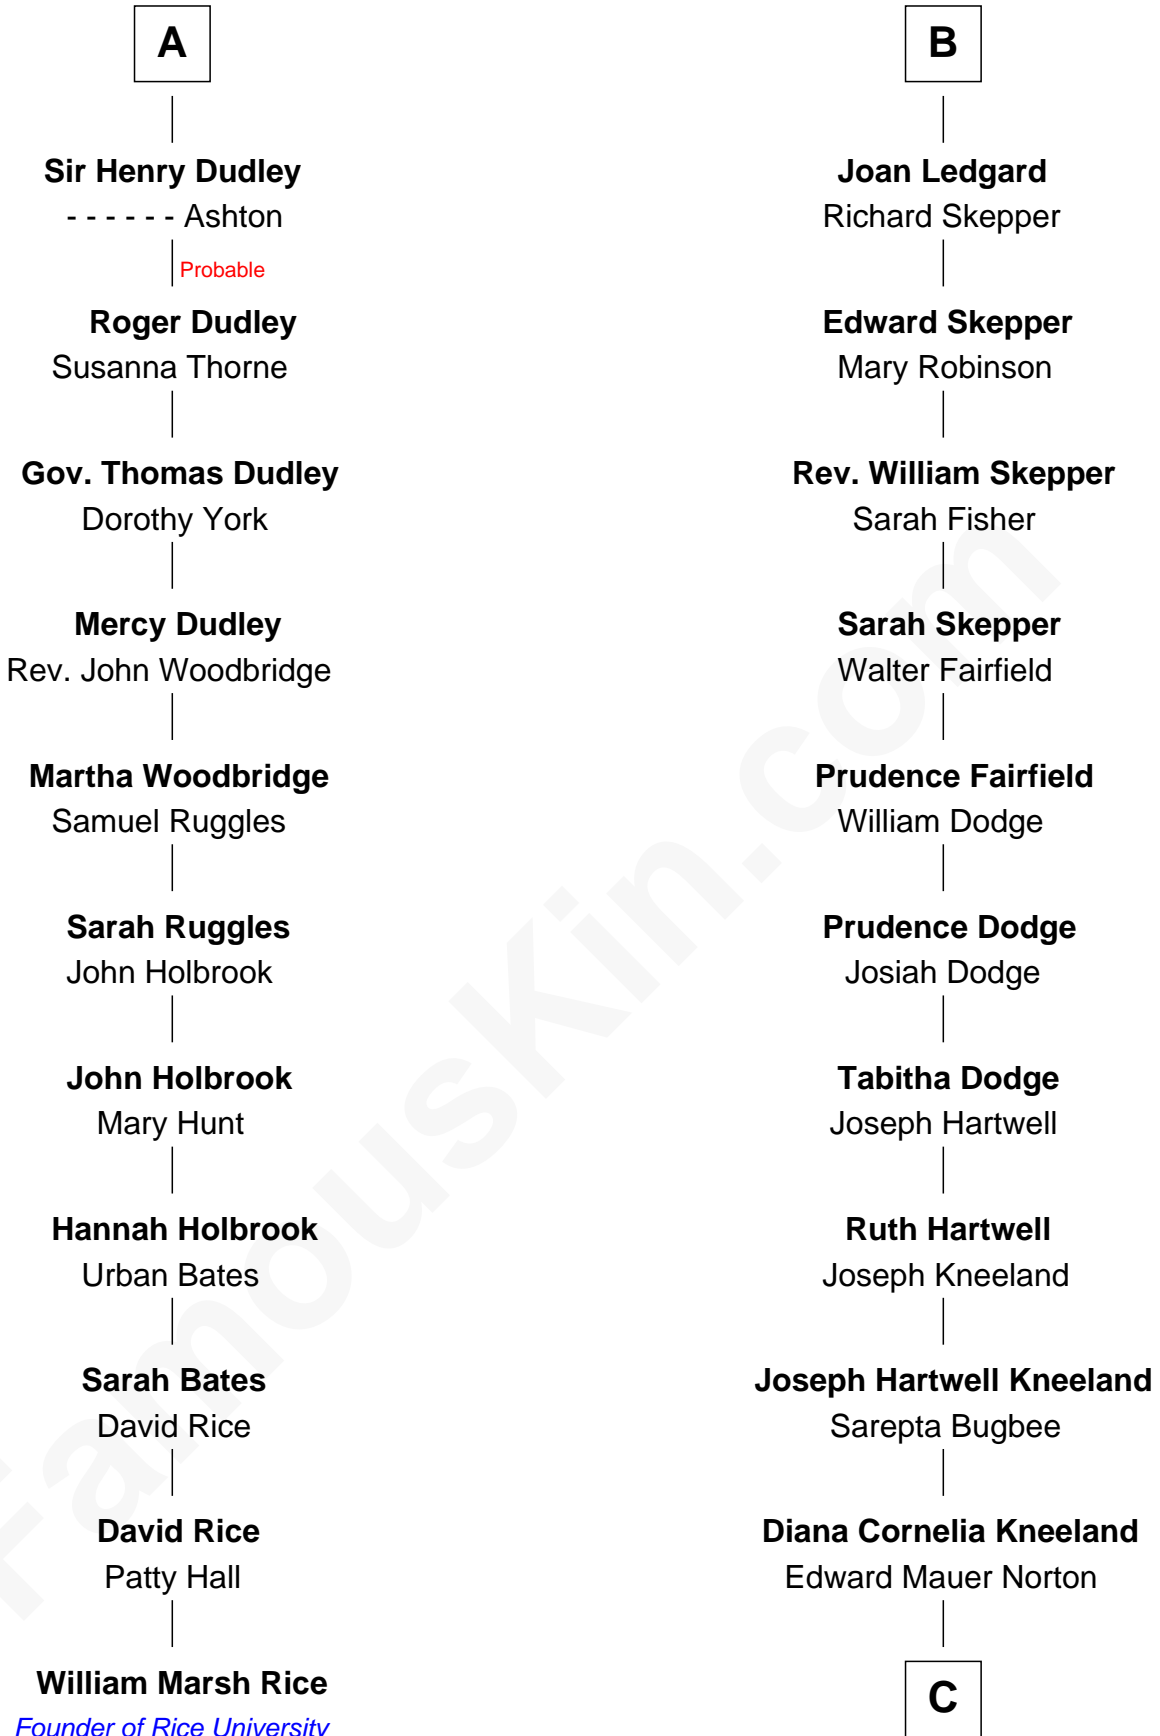 A
Sir Henry Dudley
- - - - - - Ashton
Probable
Roger Dudley
Susanna Thorne
Gov. Thomas Dudley
Dorothy York
Mercy Dudley
Rev. John Woodbridge
Martha Woodbridge
Samuel Ruggles
Sarah Ruggles
John Holbrook
John Holbrook
Mary Hunt
Hannah Holbrook
Urban Bates
Sarah Bates
David Rice
David Rice
Patty Hall
William Marsh Rice
Founder of Rice University
B
Joan Ledgard
Richard Skepper
Edward Skepper
Mary Robinson
Rev. William Skepper
Sarah Fisher
Sarah Skepper
Walter Fairfield
Prudence Fairfield
William Dodge
Prudence Dodge
Josiah Dodge
Tabitha Dodge
Joseph Hartwell
Ruth Hartwell
Joseph Kneeland
Joseph Hartwell Kneeland
Sarepta Bugbee
Diana Cornelia Kneeland
Edward Mauer Norton
C
FamousKin.com